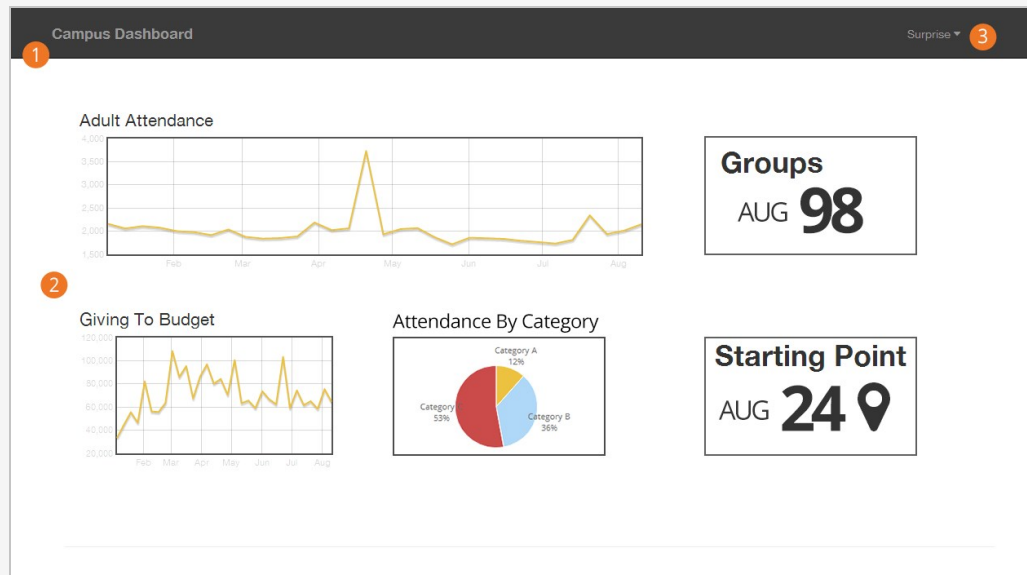 Campus Dashboard
Surprise
3
1
Adult Attendance
4,000
3,500
3,000
2,500
2,000
1,500
Feb Mar Apr May Jun Jul Aug
Groups
AUG 98
2
Giving To Budget
120,000
100,000
80,000
60,000
40,000
20,000
Feb Mar Apr May Jun Jul Aug
Attendance By Category
Category A
12%
Category B
36%
Category
53%
Starting Point
AUG 24